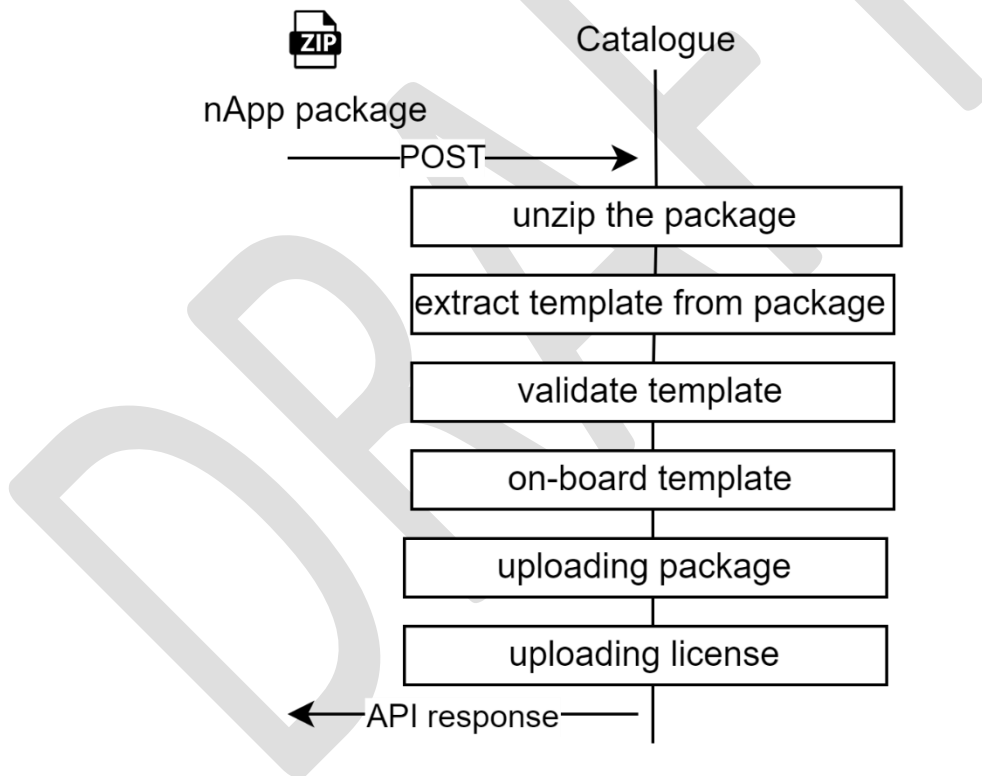 ZIP
Catalogue
nApp package
POST
unzip the package
extract template from package
validate template
on-board template
uploading package
uploading license
API response
DRAFT